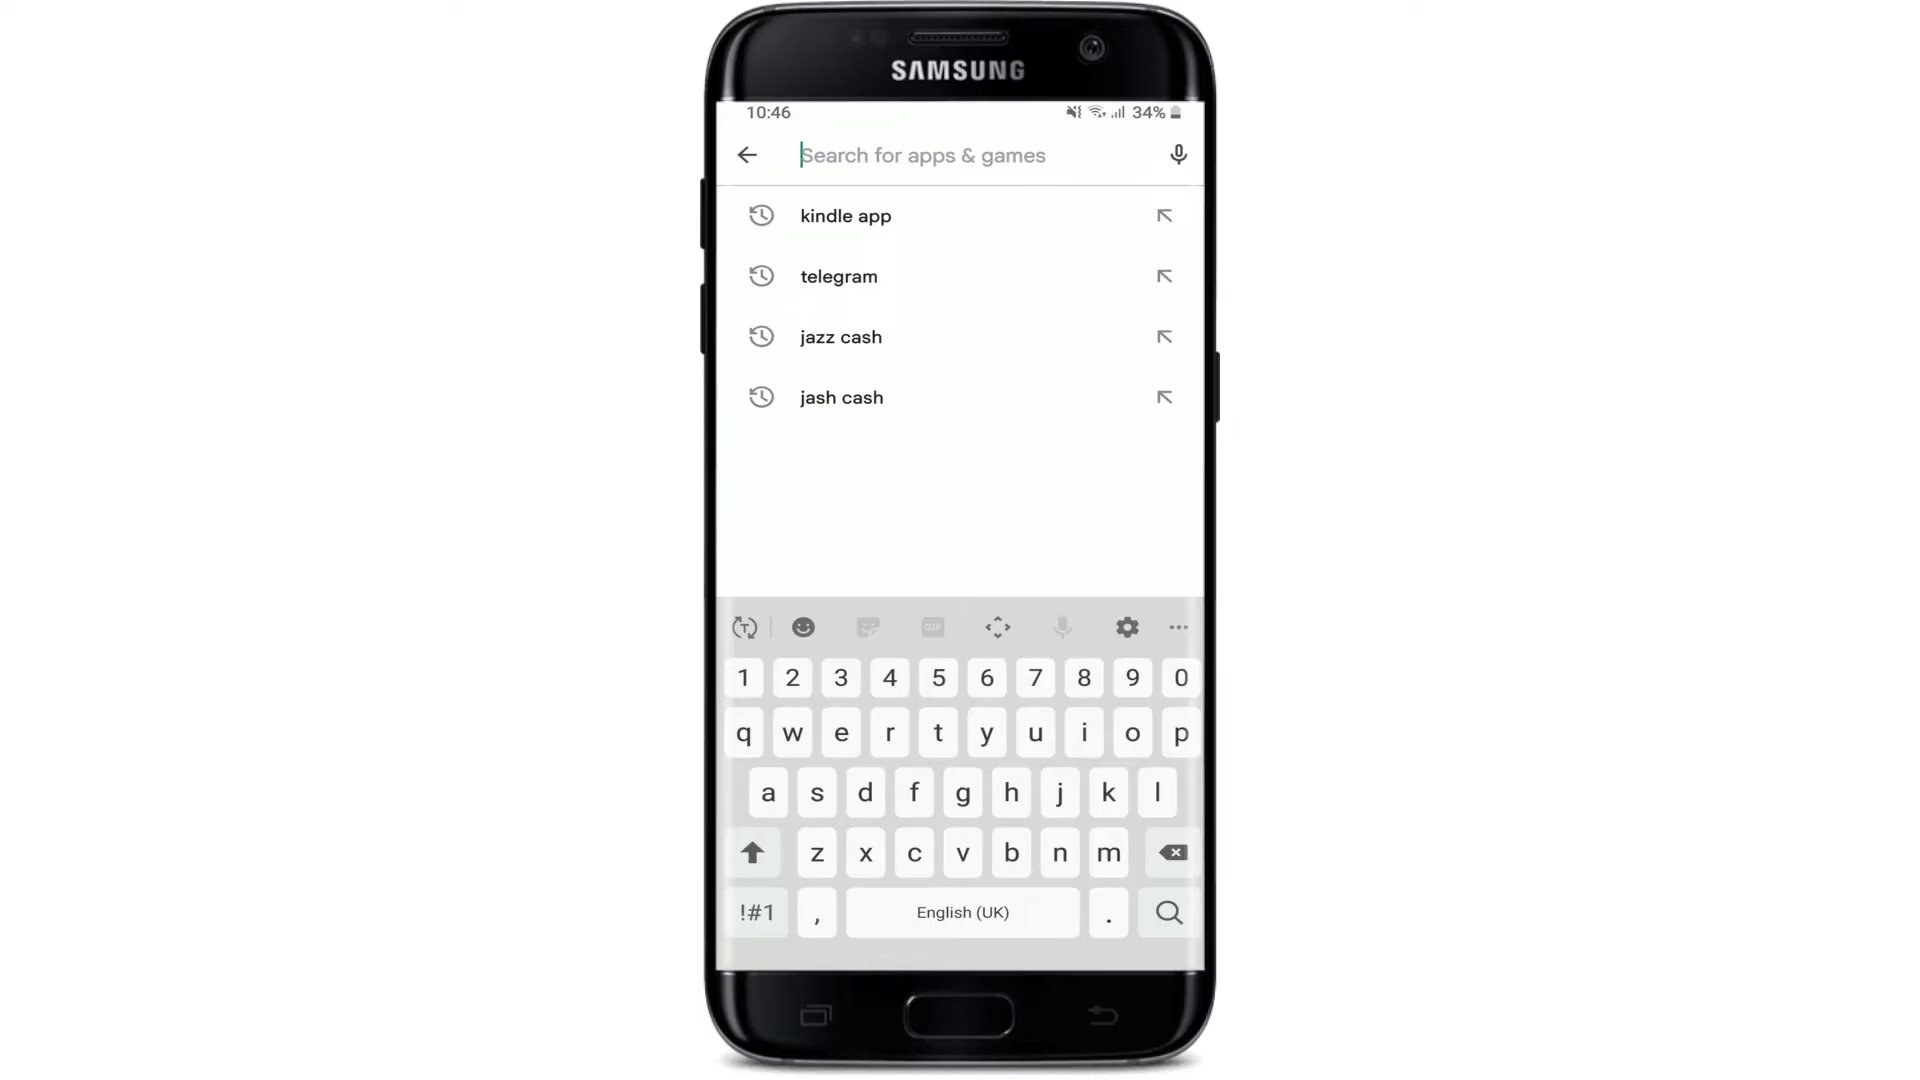 SAMSUNG
10:46 34%
Search for apps & games
kindle app
telegram
jazz cash
jash cash
T GIF
1 2 3 4 5 6 7 8 9 0
q w e r t y u i o p
a s d f g h j k l
z x c v b n m
!#1 , English (UK) .